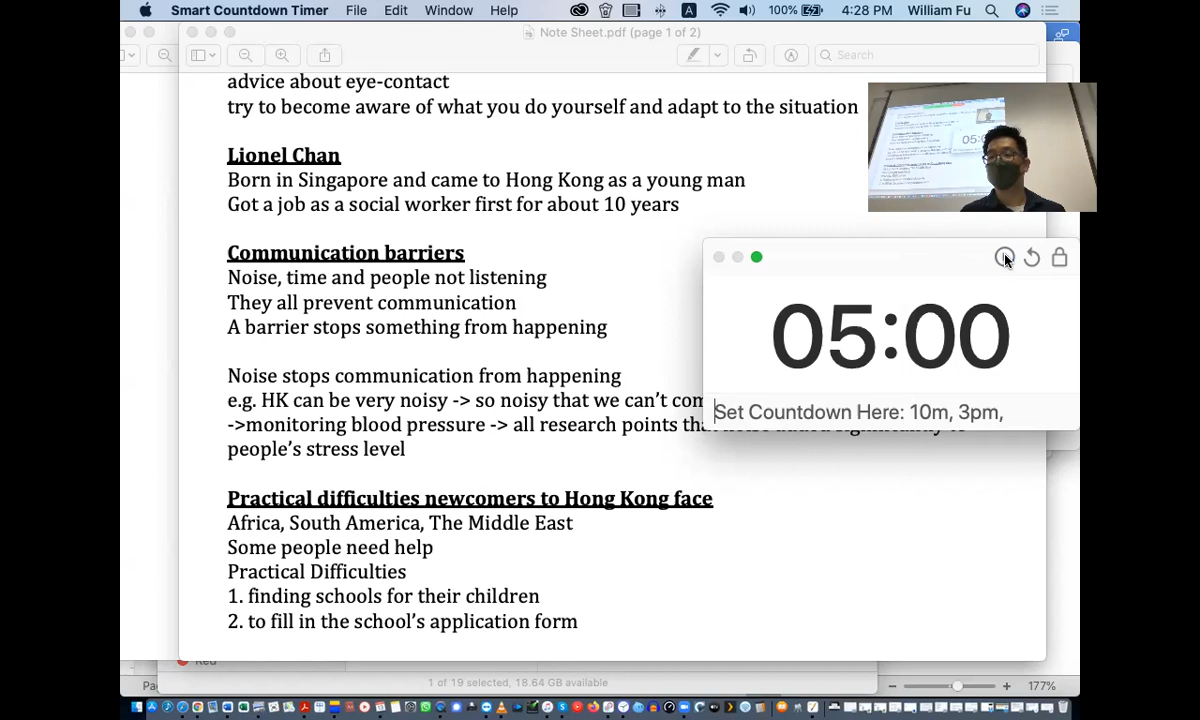 Smart Countdown Timer File Edit Window Help A 100% 4:28 PM William Fu
Note Sheet.pdf (page 1 of 2)
Search
advice about eye-contact
try to become aware of what you do yourself and adapt to the situation
Lionel Chan
Born in Singapore and came to Hong Kong as a young man
Got a job as a social worker first for about 10 years
Communication barriers
Noise, time and people not listening
They all prevent communication
A barrier stops something from happening
05:00
Set Countdown Here: 10m, 3pm,
Noise stops communication from happening
e.g. HK can be very noisy -> so noisy that we can't com
->monitoring blood pressure -> all research points that
people's stress level
Practical difficulties newcomers to Hong Kong face
Africa, South America, The Middle East
Some people need help
Practical Difficulties
1. finding schools for their children
2. to fill in the school's application form
Red
1 of 19 selected, 18.64 GB available
177%